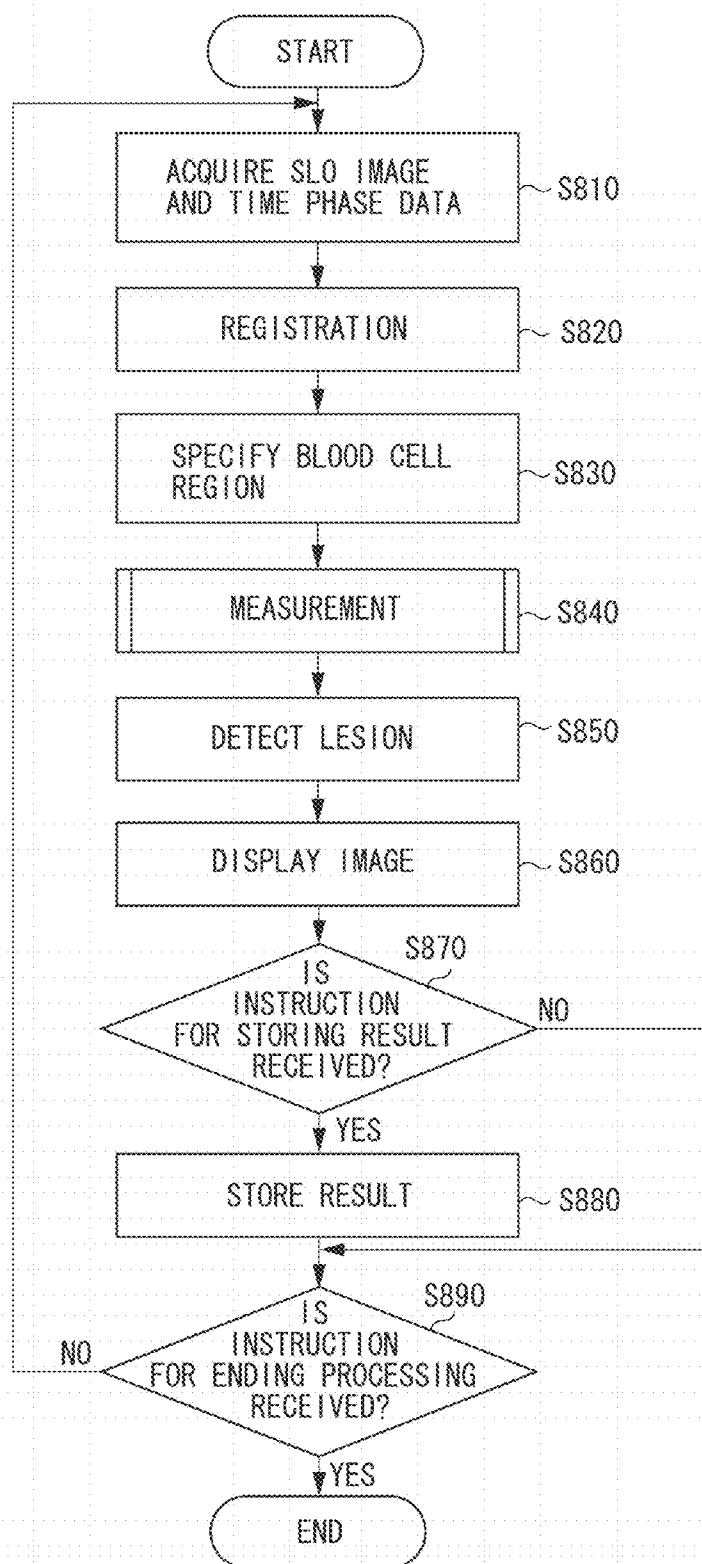 START
ACQUIRE SLO IMAGE
AND TIME PHASE DATA
S810
REGISTRATION
S820
SPECIFY BLOOD CELL
REGION
S830
MEASUREMENT
S840
DETECT LESION
S850
DISPLAY IMAGE
S860
S870
IS
INSTRUCTION
FOR STORING RESULT
RECEIVED?
NO
YES
STORE RESULT
S880
S890
IS
INSTRUCTION
FOR ENDING PROCESSING
RECEIVED?
NO
YES
END